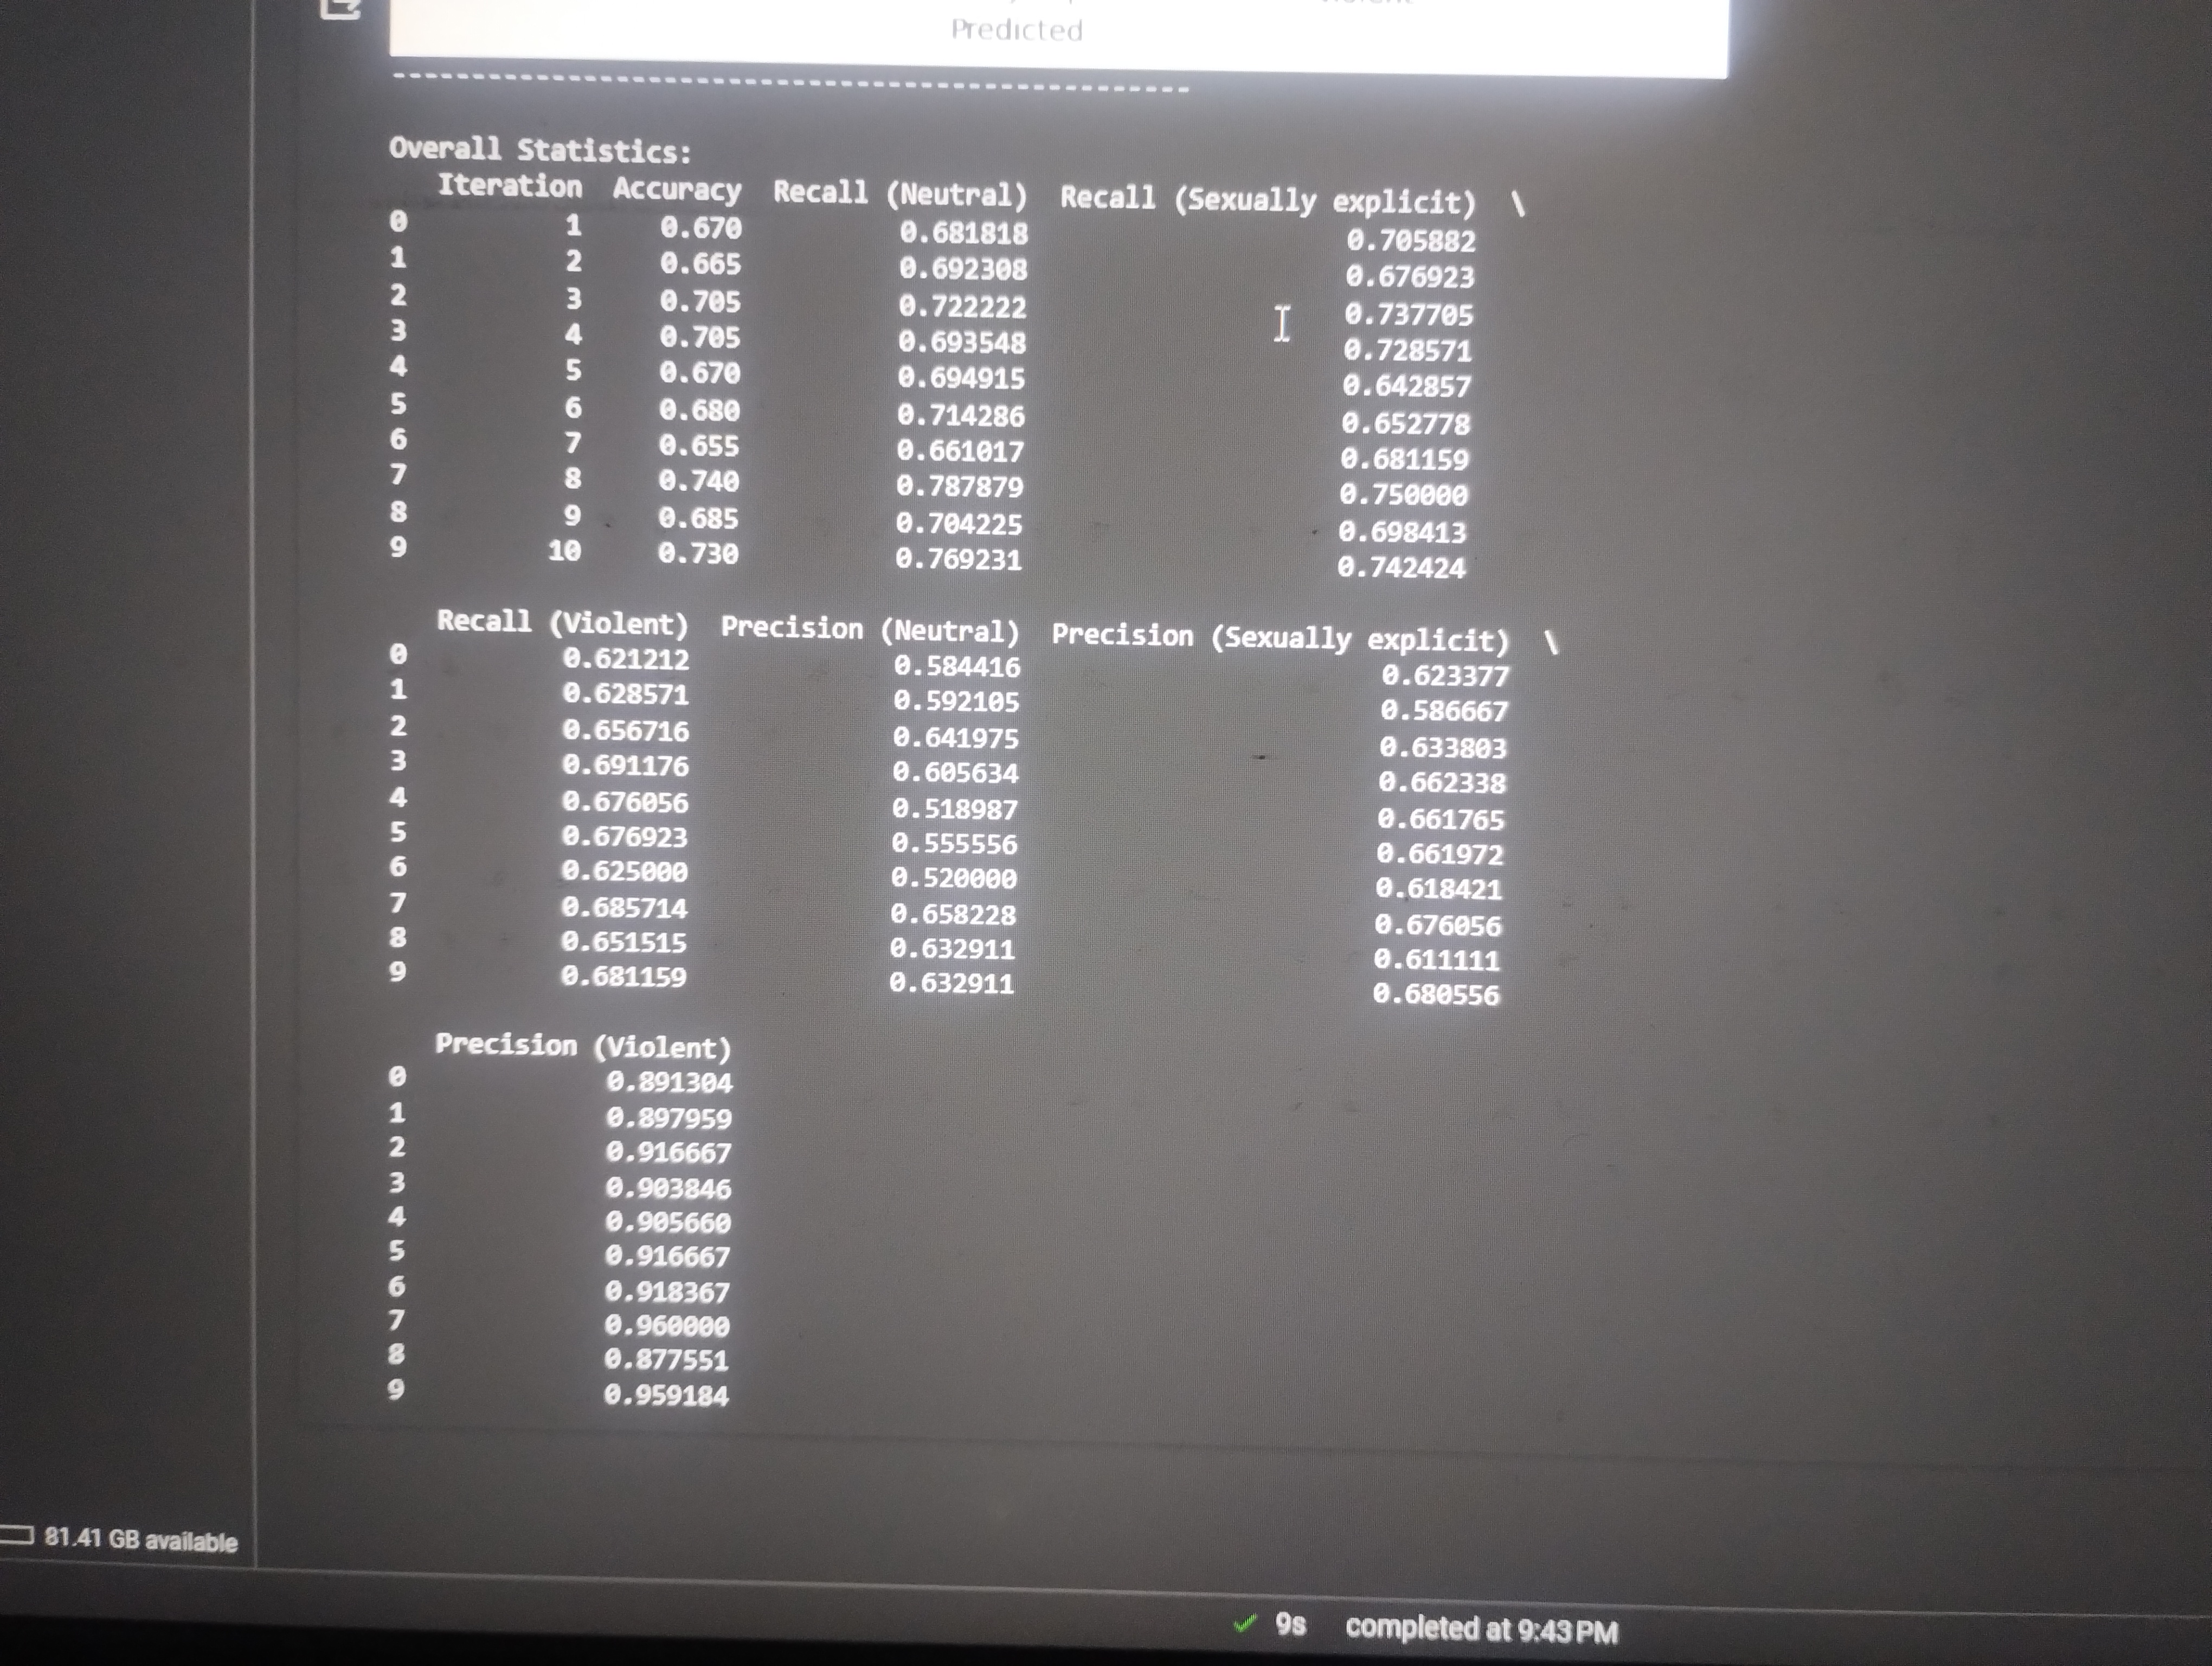 Predicted
--------------------------------------------------
Overall Statistics:
Iteration Accuracy Recall (Neutral) Recall (Sexually explicit) \
0 1 0.670 0.681818 0.705882
1 2 0.665 0.692308 0.676923
2 3 0.705 0.722222 0.737705
3 4 0.705 0.693548 0.728571
4 5 0.670 0.694915 0.642857
5 6 0.680 0.714286 0.652778
6 7 0.655 0.661017 0.681159
7 8 0.740 0.787879 0.750000
8 9 0.685 0.704225 0.698413
9 10 0.730 0.769231 0.742424
Recall (Violent) Precision (Neutral) Precision (Sexually explicit) \
0 0.621212 0.584416 0.623377
1 0.628571 0.592105 0.586667
2 0.656716 0.641975 0.633803
3 0.691176 0.605634 0.662338
4 0.676056 0.518987 0.661765
5 0.676923 0.555556 0.661972
6 0.625000 0.520000 0.618421
7 0.685714 0.658228 0.676056
8 0.651515 0.632911 0.611111
9 0.681159 0.632911 0.680556
Precision (Violent)
0 0.891304
1 0.897959
2 0.916667
3 0.903846
4 0.905660
5 0.916667
6 0.918367
7 0.960000
8 0.877551
9 0.959184
81.41 GB available
9s completed at 9:43 PM